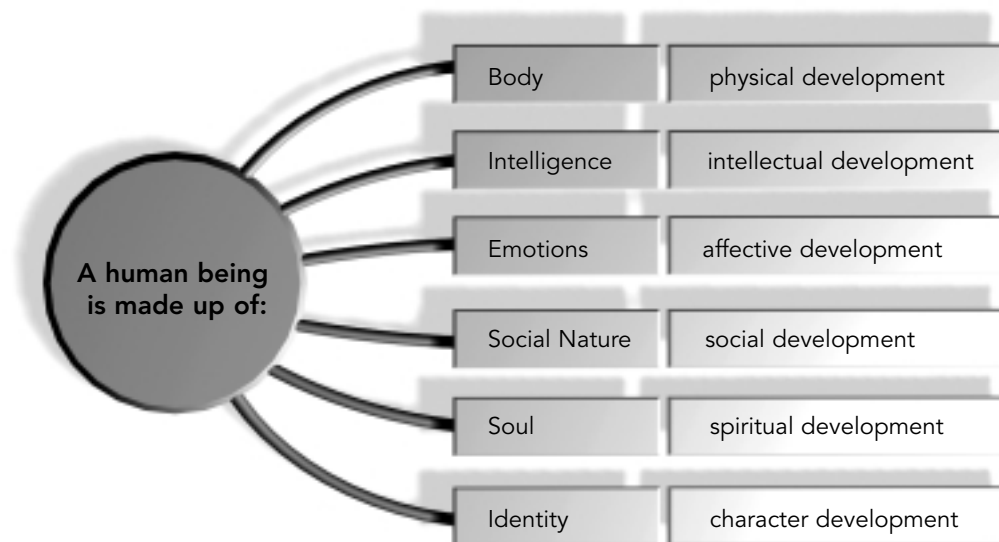 A human being
is made up of:
Body physical development
Intelligence intellectual development
Emotions affective development
Social Nature social development
Soul spiritual development
Identity character development